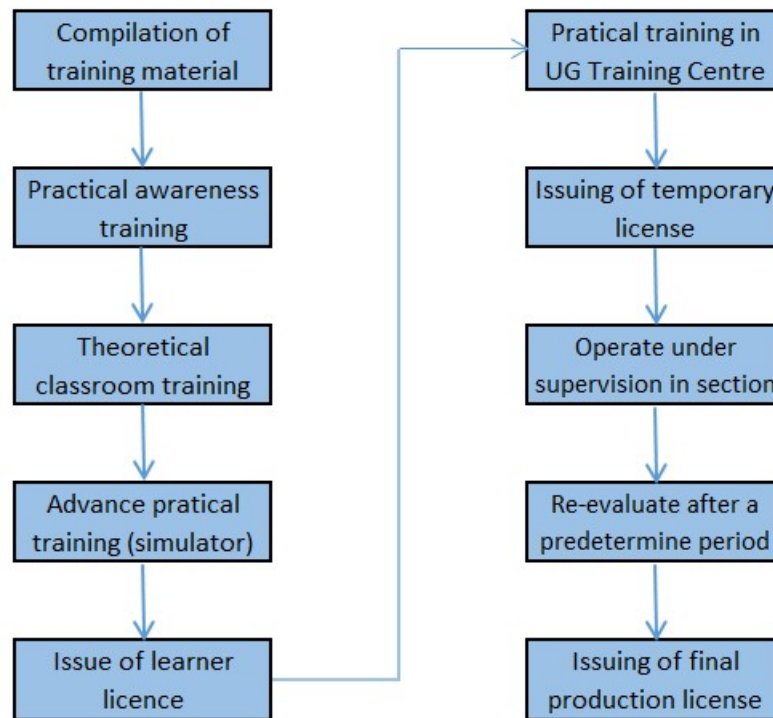 Compilation of
training material
Practical awareness
training
Theoretical
classroom training
Advance pratical
training (simulator)
Issue of learner
licence
Pratical training in
UG Training Centre
Issuing of temporary
license
Operate under
supervision in section
Re-evaluate after a
predetermine period
Issuing of final
production license